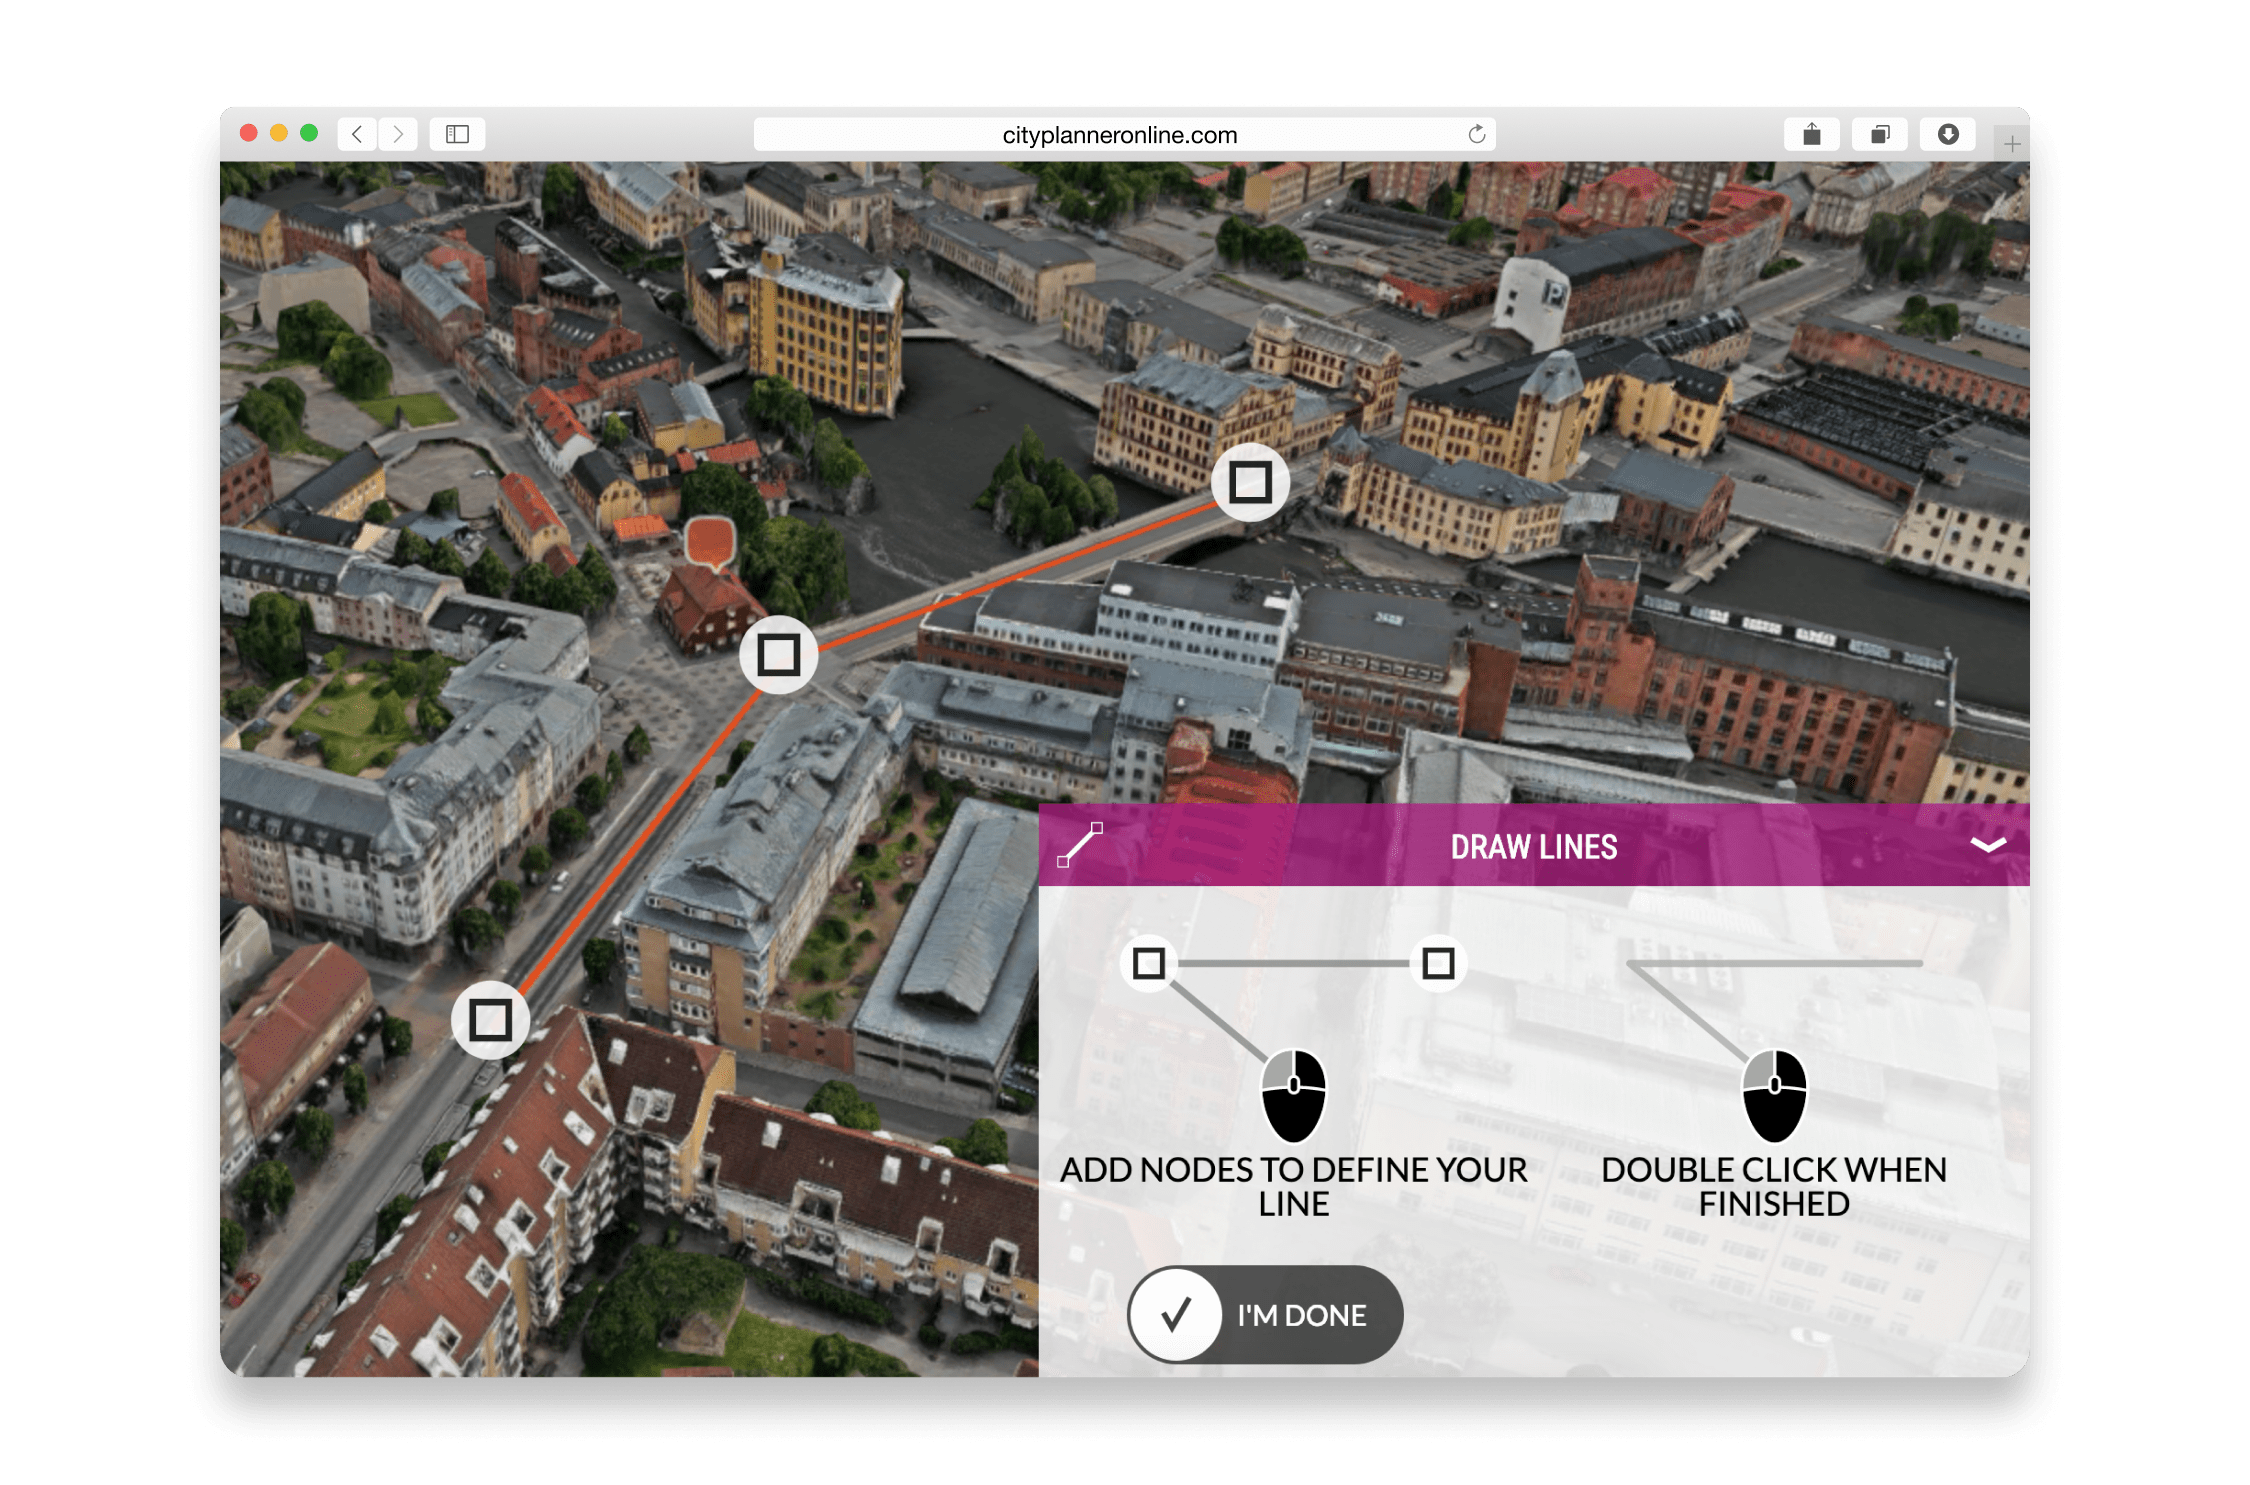 cityplanneronline.com
P
DRAW LINES
ADD NODES TO DEFINE YOUR
LINE
DOUBLE CLICK WHEN
FINISHED
I'M DONE